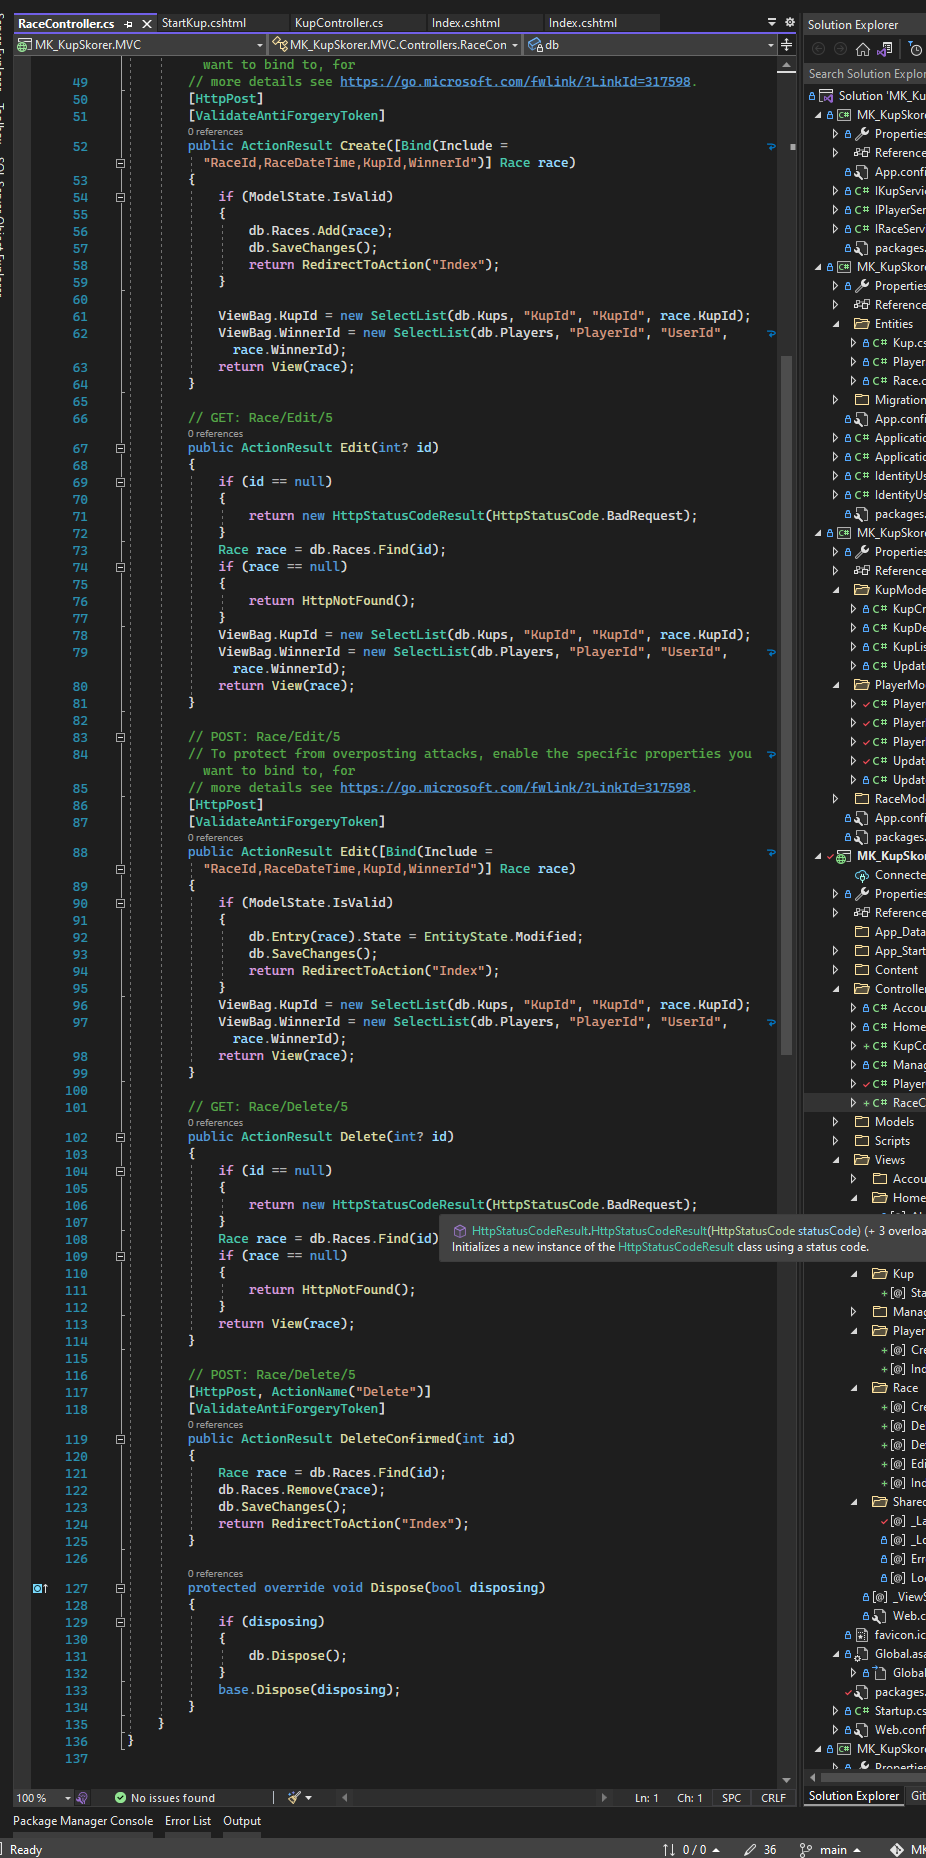 RaceController.cs
StartKup.cshtml
KupController.cs
Index.cshtml
Index.cshtml
Solution Explorer
MK_KupSkorer.MVC
MK_KupSkorer.MVC.Controllers.RaceCon
db
Search Solution Explor
want to bind to, for
49 // more details see https://go.microsoft.com/fwlink/?LinkId=317598.
50 [HttpPost]
51 [ValidateAntiForgeryToken]
0 references
52 public ActionResult Create([Bind(Include =
"RaceId,RaceDateTime,KupId,WinnerId")] Race race)
53 {
54 if (ModelState.IsValid)
55 {
56 db.Races.Add(race);
57 db.SaveChanges();
58 return RedirectToAction("Index");
59 }
60
61 ViewBag.KupId = new SelectList(db.Kups, "KupId", "KupId", race.KupId);
62 ViewBag.WinnerId = new SelectList(db.Players, "PlayerId", "UserId",
race.WinnerId);
63 return View(race);
64 }
65
66 // GET: Race/Edit/5
0 references
67 public ActionResult Edit(int? id)
68 {
69 if (id == null)
70 {
71 return new HttpStatusCodeResult(HttpStatusCode.BadRequest);
72 }
73 Race race = db.Races.Find(id);
74 if (race == null)
75 {
76 return HttpNotFound();
77 }
78 ViewBag.KupId = new SelectList(db.Kups, "KupId", "KupId", race.KupId);
79 ViewBag.WinnerId = new SelectList(db.Players, "PlayerId", "UserId",
race.WinnerId);
80 return View(race);
81 }
82
83 // POST: Race/Edit/5
84 // To protect from overposting attacks, enable the specific properties you
want to bind to, for
85 // more details see https://go.microsoft.com/fwlink/?LinkId=317598.
86 [HttpPost]
87 [ValidateAntiForgeryToken]
0 references
88 public ActionResult Edit([Bind(Include =
"RaceId,RaceDateTime,KupId,WinnerId")] Race race)
89 {
90 if (ModelState.IsValid)
91 {
92 db.Entry(race).State = EntityState.Modified;
93 db.SaveChanges();
94 return RedirectToAction("Index");
95 }
96 ViewBag.KupId = new SelectList(db.Kups, "KupId", "KupId", race.KupId);
97 ViewBag.WinnerId = new SelectList(db.Players, "PlayerId", "UserId",
race.WinnerId);
98 return View(race);
99 }
100
101 // GET: Race/Delete/5
0 references
102 public ActionResult Delete(int? id)
103 {
104 if (id == null)
105 {
106 return new HttpStatusCodeResult(HttpStatusCode.BadRequest);
107 }
108 Race race = db.Races.Find(id)
109 if (race == null)
110 {
111 return HttpNotFound();
112 }
113 return View(race);
114 }
115
116 // POST: Race/Delete/5
117 [HttpPost, ActionName("Delete")]
118 [ValidateAntiForgeryToken]
0 references
119 public ActionResult DeleteConfirmed(int id)
120 {
121 Race race = db.Races.Find(id);
122 db.Races.Remove(race);
123 db.SaveChanges();
124 return RedirectToAction("Index");
125 }
126
0 references
127 protected override void Dispose(bool disposing)
128 {
129 if (disposing)
130 {
131 db.Dispose();
132 }
133 base.Dispose(disposing);
134 }
135 }
136 }
137
HttpStatusCodeResult.HttpStatusCodeResult(HttpStatusCode statusCode) (+ 3 overloa
Initializes a new instance of the HttpStatusCodeResult class using a status code.
Solution 'MK_Ku
C# MK_KupSkore
Properties
Reference
App.confi
C# IKupServic
C# IPlayerSer
C# IRaceServ
packages.
C# MK_KupSkore
Properties
Reference
Entities
C# Kup.cs
C# Player
C# Race.c
Migration
App.confi
C# Applicatic
C# Applicatic
C# IdentityUs
C# IdentityUs
packages.
C# MK_KupSkore
Properties
Reference
KupMode
C# KupCr
C# KupDe
C# KupLis
C# Updat
PlayerMo
C# Player
C# Player
C# Player
C# Updat
C# Updat
RaceMod
App.confi
packages.
MK_KupSkor
Connecte
Properties
Reference
App_Data
App_Start
Content
Controller
C# Accou
C# Home
C# KupCo
C# Manag
C# Player
C# RaceC
Models
Scripts
Views
Accou
Home
Kup
Sta
Manag
Player
Cre
Ind
Race
Cre
De
Det
Edi
Ind
Shared
_La
_Lo
Erro
Loc
_ViewS
Web.c
favicon.ic
Global.asa
Global
packages.
C# Startup.cs
Web.conf
C# MK_KupSkore
Properties
100 %
No issues found
Ln: 1
Ch: 1
SPC
CRLF
Solution Explorer
Git
Package Manager Console
Error List
Output
Ready
0 / 0
36
main
MK